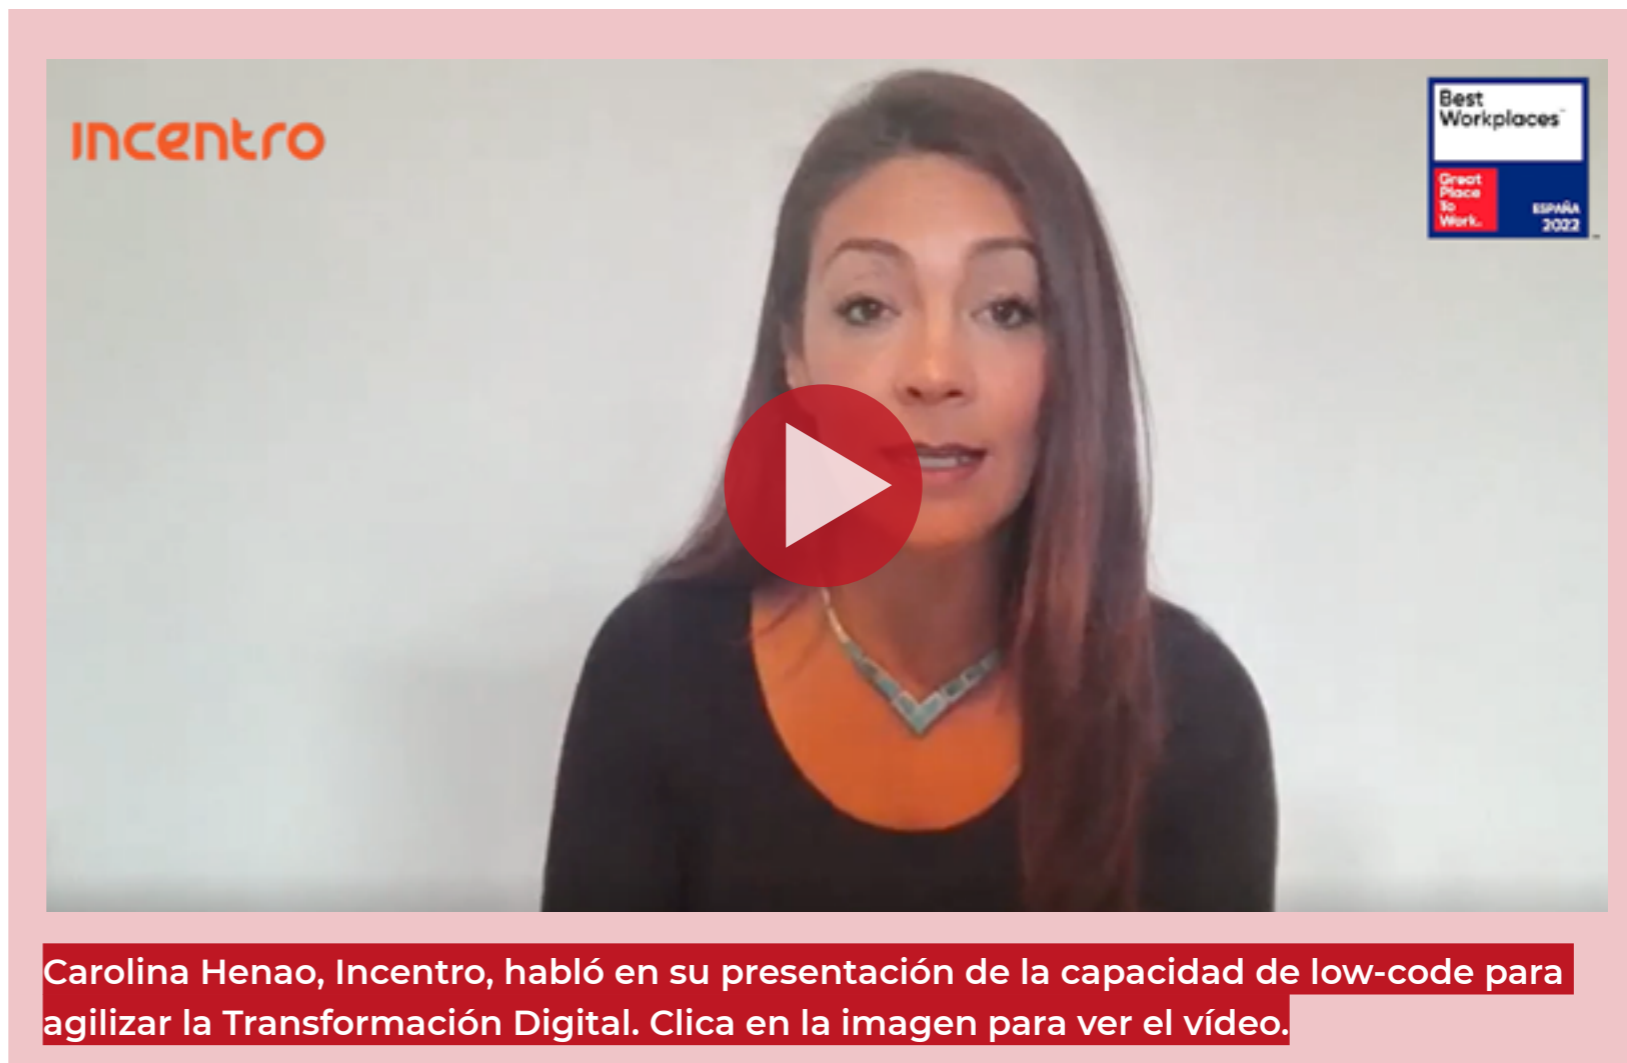 incentro
Best
Workplaces™
Great
Place
To
Work.
ESPAÑA
2022
Carolina Henao, Incentro, habló en su presentación de la capacidad de low-code para
agilizar la Transformación Digital. Clica en la imagen para ver el vídeo.